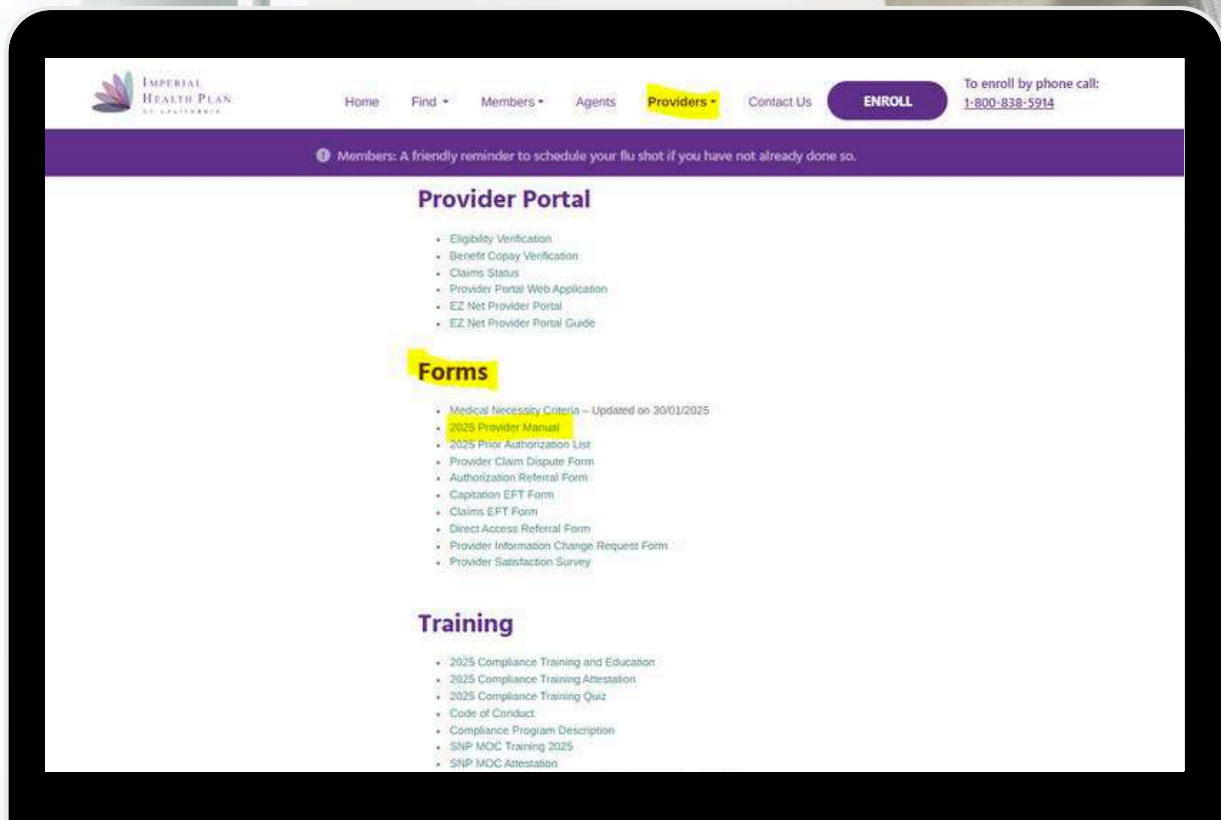 IMPERIAL
HEALTH PLAN
OF CALIFORNIA
Home Find Members Agents Providers Contact Us ENROLL
To enroll by phone call:
1-800-838-5914
Members: A friendly reminder to schedule your flu shot if you have not already done so.
Provider Portal
Eligibility Verification
Benefit Copay Verification
Claims Status
Provider Portal Web Application
EZ Net Provider Portal
EZ Net Provider Portal Guide
Forms
Medical Necessity Criteria – Updated on 30/01/2025
2025 Provider Manual
2025 Prior Authorization List
Provider Claim Dispute Form
Authorization Referral Form
Capitation EFT Form
Claims EFT Form
Direct Access Referral Form
Provider Information Change Request Form
Provider Satisfaction Survey
Training
2025 Compliance Training and Education
2025 Compliance Training Attestation
2025 Compliance Training Quiz
Code of Conduct
Compliance Program Description
SNP MOC Training 2025
SNP MOC Attestation